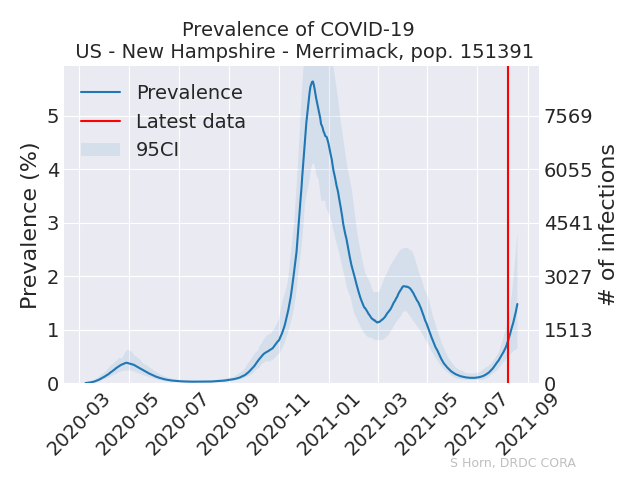 Prevalence of COVID-19
US - New Hampshire - Merrimack, pop. 151391
Prevalence
Latest data
95CI
Prevalence (%)
5
4
3
2
1
0
# of infections
7569
6055
4541
3027
1513
0
2020-03
2020-05
2020-07
2020-09
2020-11
2021-01
2021-03
2021-05
2021-07
2021-09
S Horn, DRDC CORA